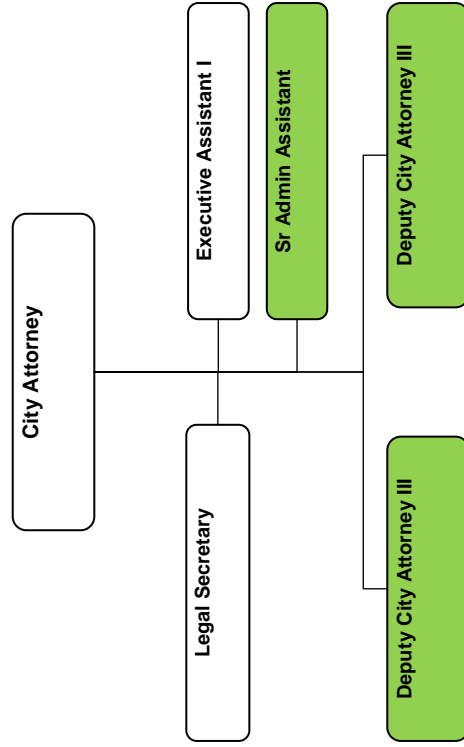 City Attorney
Legal Secretary
Executive Assistant I
Sr Admin Assistant
Deputy City Attorney III
Deputy City Attorney III